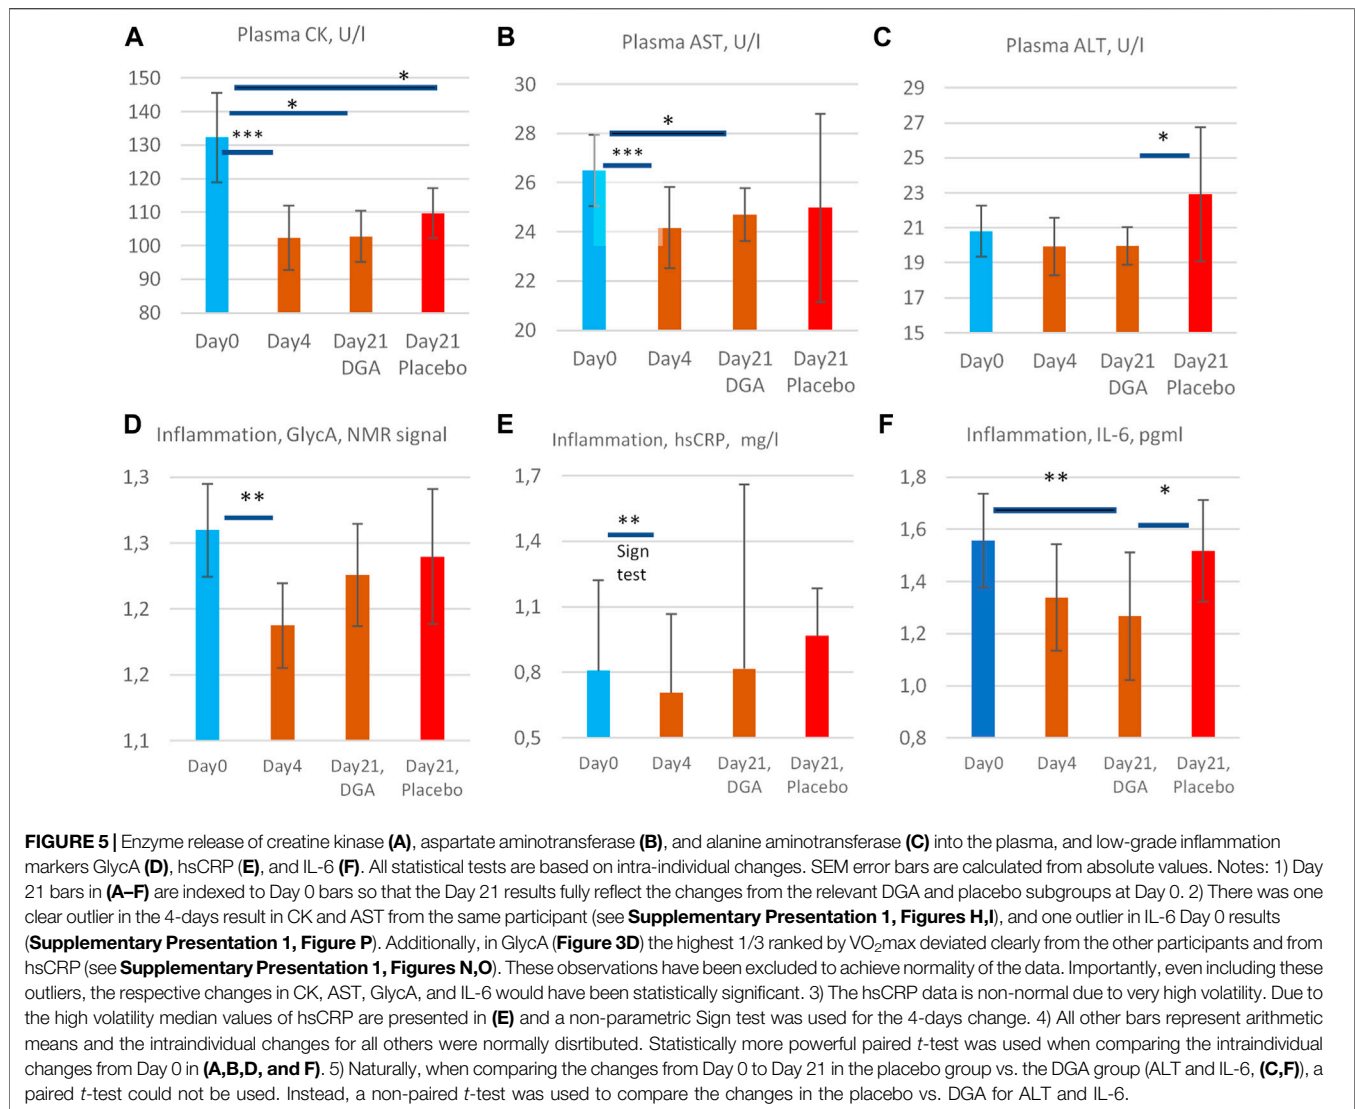 A
Plasma CK, U/l
150
140
130
120
110
100
90
80
*
*
***
Day0
Day4
Day21
DGA
Day21
Placebo
B
Plasma AST, U/l
30
28
26
24
22
20
*
***
Day0
Day4
Day21
DGA
Day21
Placebo
C
Plasma ALT, U/l
29
27
25
23
21
19
17
15
*
Day0
Day4
Day21
DGA
Day21
Placebo
D
Inflammation, GlycA, NMR signal
1,3
1,3
1,2
1,2
1,1
**
Day0
Day4
Day21,
DGA
Day21,
Placebo
E
Inflammation, hsCRP, mg/l
1,7
1,4
1,1
0,8
0,5
**
Sign
test
Day0
Day4
Day21,
DGA
Day21,
Placebo
F
Inflammation, IL-6, pgml
1,8
1,6
1,4
1,2
1,0
0,8
**
*
Day0
Day4
Day21,
DGA
Day21,
Placebo
FIGURE 5 | Enzyme release of creatine kinase (A), aspartate aminotransferase (B), and alanine aminotransferase (C) into the plasma, and low-grade inflammation
markers GlycA (D), hsCRP (E), and IL-6 (F). All statistical tests are based on intra-individual changes. SEM error bars are calculated from absolute values. Notes: 1) Day
21 bars in (A–F) are indexed to Day 0 bars so that the Day 21 results fully reflect the changes from the relevant DGA and placebo subgroups at Day 0. 2) There was one
clear outlier in the 4-days result in CK and AST from the same participant (see Supplementary Presentation 1, Figures H,I), and one outlier in IL-6 Day 0 results
(Supplementary Presentation 1, Figure P). Additionally, in GlycA (Figure 3D) the highest 1/3 ranked by VO₂max deviated clearly from the other participants and from
hsCRP (see Supplementary Presentation 1, Figures N,O). These observations have been excluded to achieve normality of the data. Importantly, even including these
outliers, the respective changes in CK, AST, GlycA, and IL-6 would have been statistically significant. 3) The hsCRP data is non-normal due to very high volatility. Due to
the high volatility median values of hsCRP are presented in (E) and a non-parametric Sign test was used for the 4-days change. 4) All other bars represent arithmetic
means and the intraindividual changes for all others were normally disrtibuted. Statistically more powerful paired t-test was used when comparing the intraindividual
changes from Day 0 in (A,B,D, and F). 5) Naturally, when comparing the changes from Day 0 to Day 21 in the placebo group vs. the DGA group (ALT and IL-6, (C,F)), a
paired t-test could not be used. Instead, a non-paired t-test was used to compare the changes in the placebo vs. DGA for ALT and IL-6.